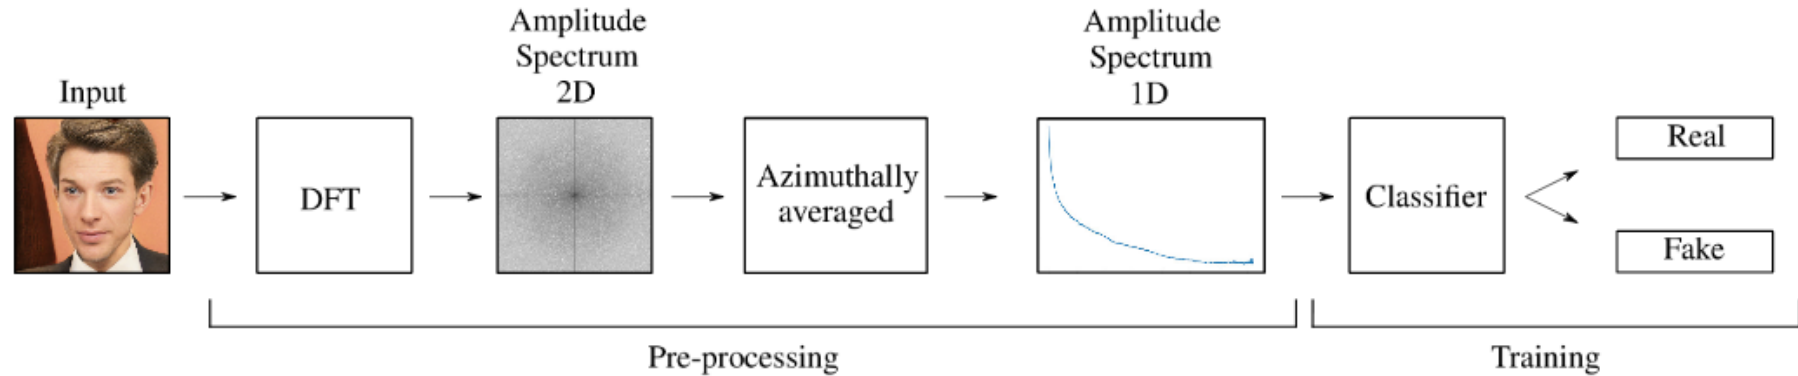 Input
DFT
Amplitude
Spectrum
2D
Azimuthally
averaged
Amplitude
Spectrum
1D
Classifier
Real
Fake
Pre-processing
Training